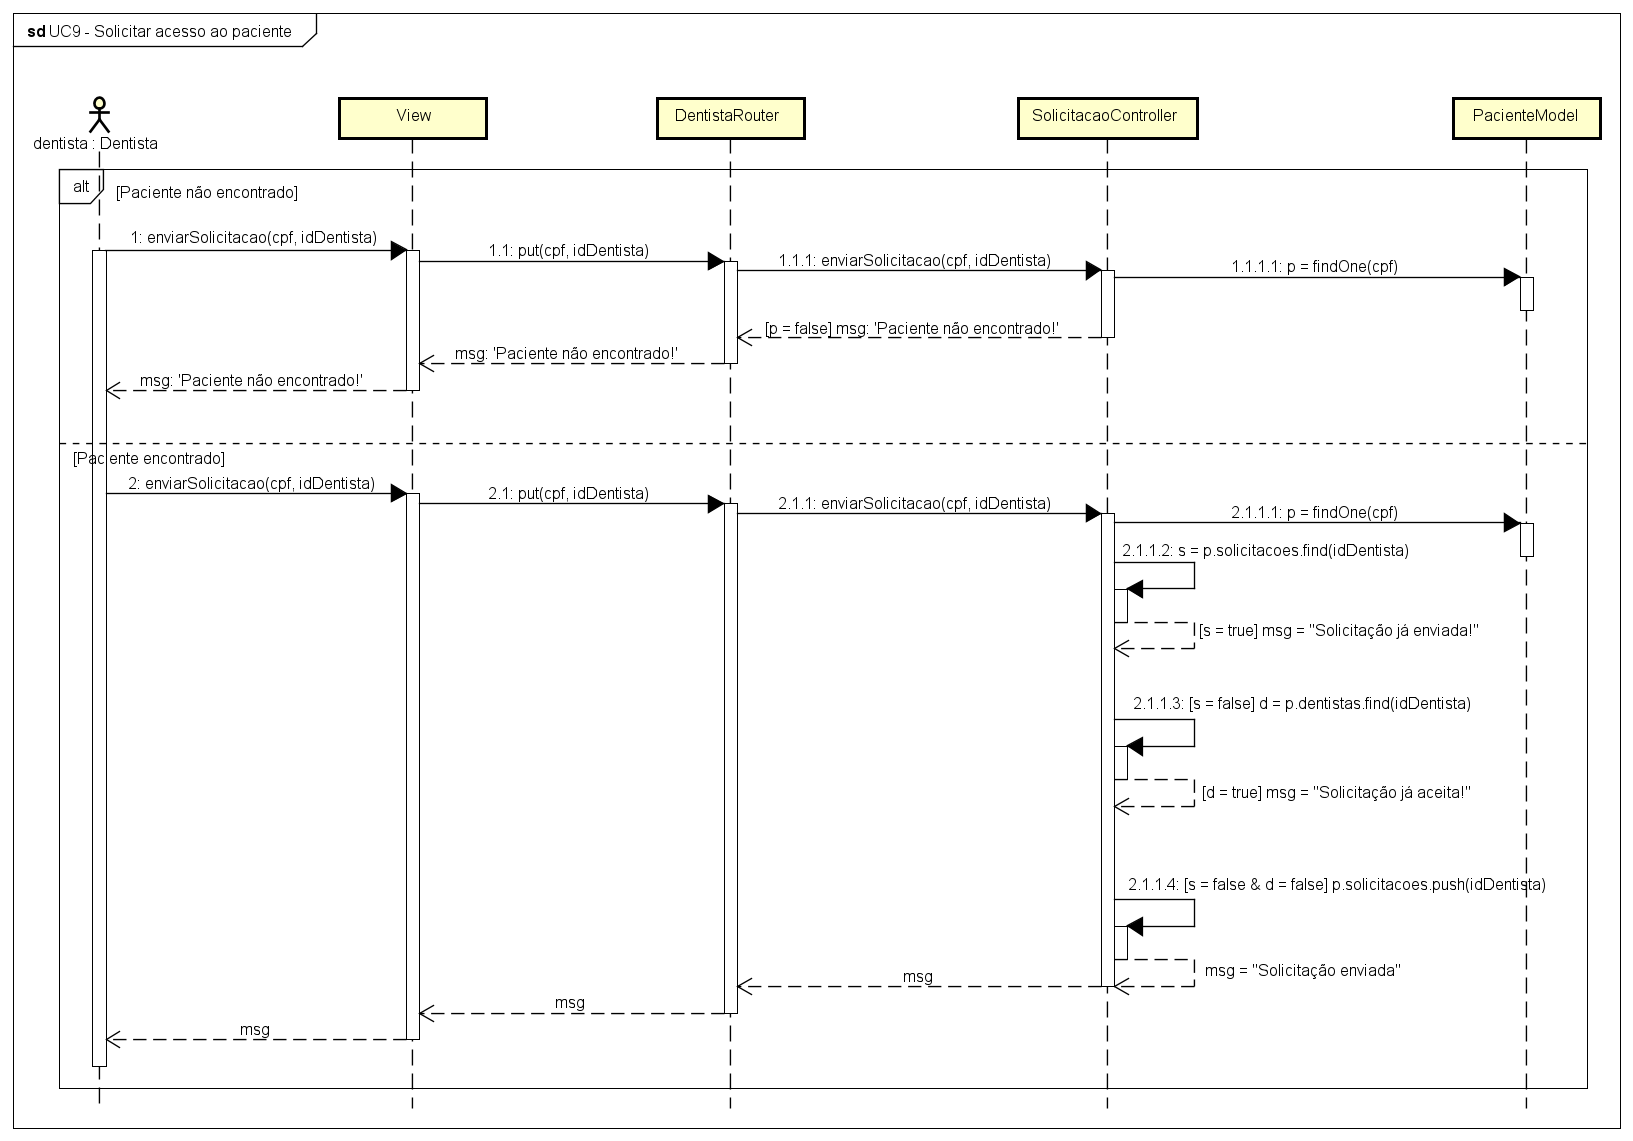 sd UC9 - Solicitar acesso ao paciente
dentista : Dentista
View
DentistaRouter
SolicitacaoController
PacienteModel
alt
[Paciente não encontrado]
1: enviarSolicitacao(cpf, idDentista)
1.1: put(cpf, idDentista)
1.1.1: enviarSolicitacao(cpf, idDentista)
1.1.1.1: p = findOne(cpf)
[p = false] msg: 'Paciente não encontrado!'
msg: 'Paciente não encontrado!'
msg: 'Paciente não encontrado!'
[Paciente encontrado]
2: enviarSolicitacao(cpf, idDentista)
2.1: put(cpf, idDentista)
2.1.1: enviarSolicitacao(cpf, idDentista)
2.1.1.1: p = findOne(cpf)
2.1.1.2: s = p.solicitacoes.find(idDentista)
[s = true] msg = "Solicitação já enviada!"
2.1.1.3: [s = false] d = p.dentistas.find(idDentista)
[d = true] msg = "Solicitação já aceita!"
2.1.1.4: [s = false & d = false] p.solicitacoes.push(idDentista)
msg = "Solicitação enviada"
msg
msg
msg